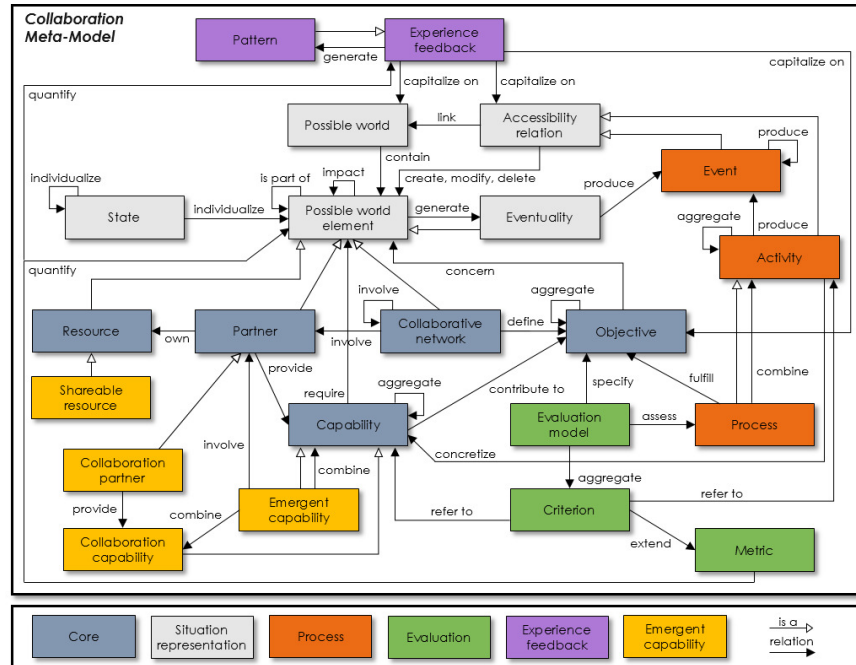 Collaboration
Meta-Model
Pattern
Experience
feedback
generate
capitalize on
capitalize on
capitalize on
quantify
Possible world
link
Accessibility
relation
contain
create, modify, delete
produce
Event
individualize
is part of
impact
State
individualize
Possible world
element
generate
Eventuality
produce
aggregate
produce
Activity
quantify
concern
involve
aggregate
Resource
own
Partner
involve
Collaborative
network
define
Objective
Shareable
resource
provide
require
aggregate
contribute to
specify
fulfill
combine
Capability
Evaluation
model
assess
Process
involve
combine
concretize
Collaboration
partner
aggregate
provide
combine
Emergent
capability
refer to
Criterion
refer to
Collaboration
capability
extend
Metric
Core
Situation
representation
Process
Evaluation
Experience
feedback
Emergent
capability
is a
relation